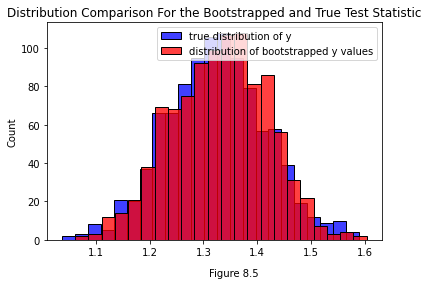 Distribution Comparison For the Bootstrapped and True Test Statistic
true distribution of y
distribution of bootstrapped y values
Count
100
80
60
40
20
0
1.1 1.2 1.3 1.4 1.5 1.6
Figure 8.5